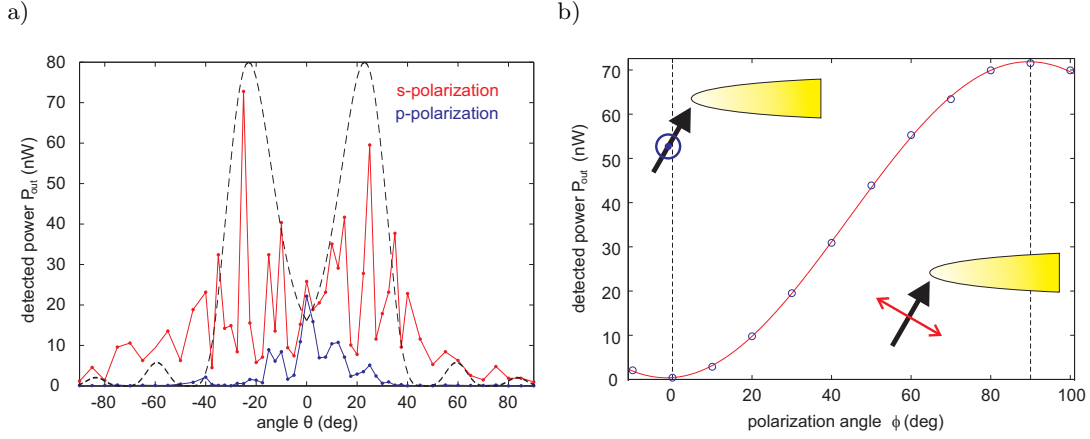 a)
b)
80
70
60
50
40
30
20
10
0
detected power P_out (nW)
s-polarization
p-polarization
-80 -60 -40 -20 0 20 40 60 80
angle θ (deg)
70
60
50
40
30
20
10
0
detected power P_out (nW)
0 20 40 60 80 100
polarization angle ϕ (deg)